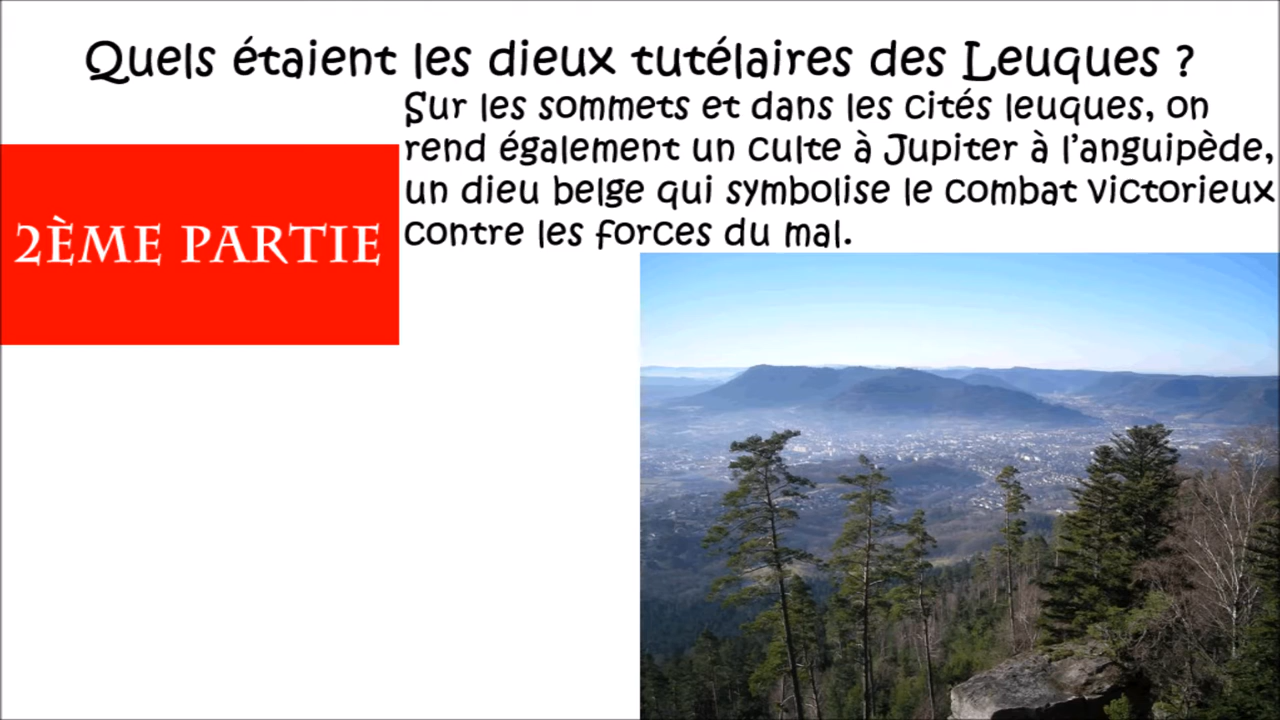 Quels étaient les dieux tutélaires des Leuques ?
Sur les sommets et dans les cités leuques, on
rend également un culte à Jupiter à l'anguipède,
un dieu belge qui symbolise le combat victorieux
contre les forces du mal.
2ÈME PARTIE